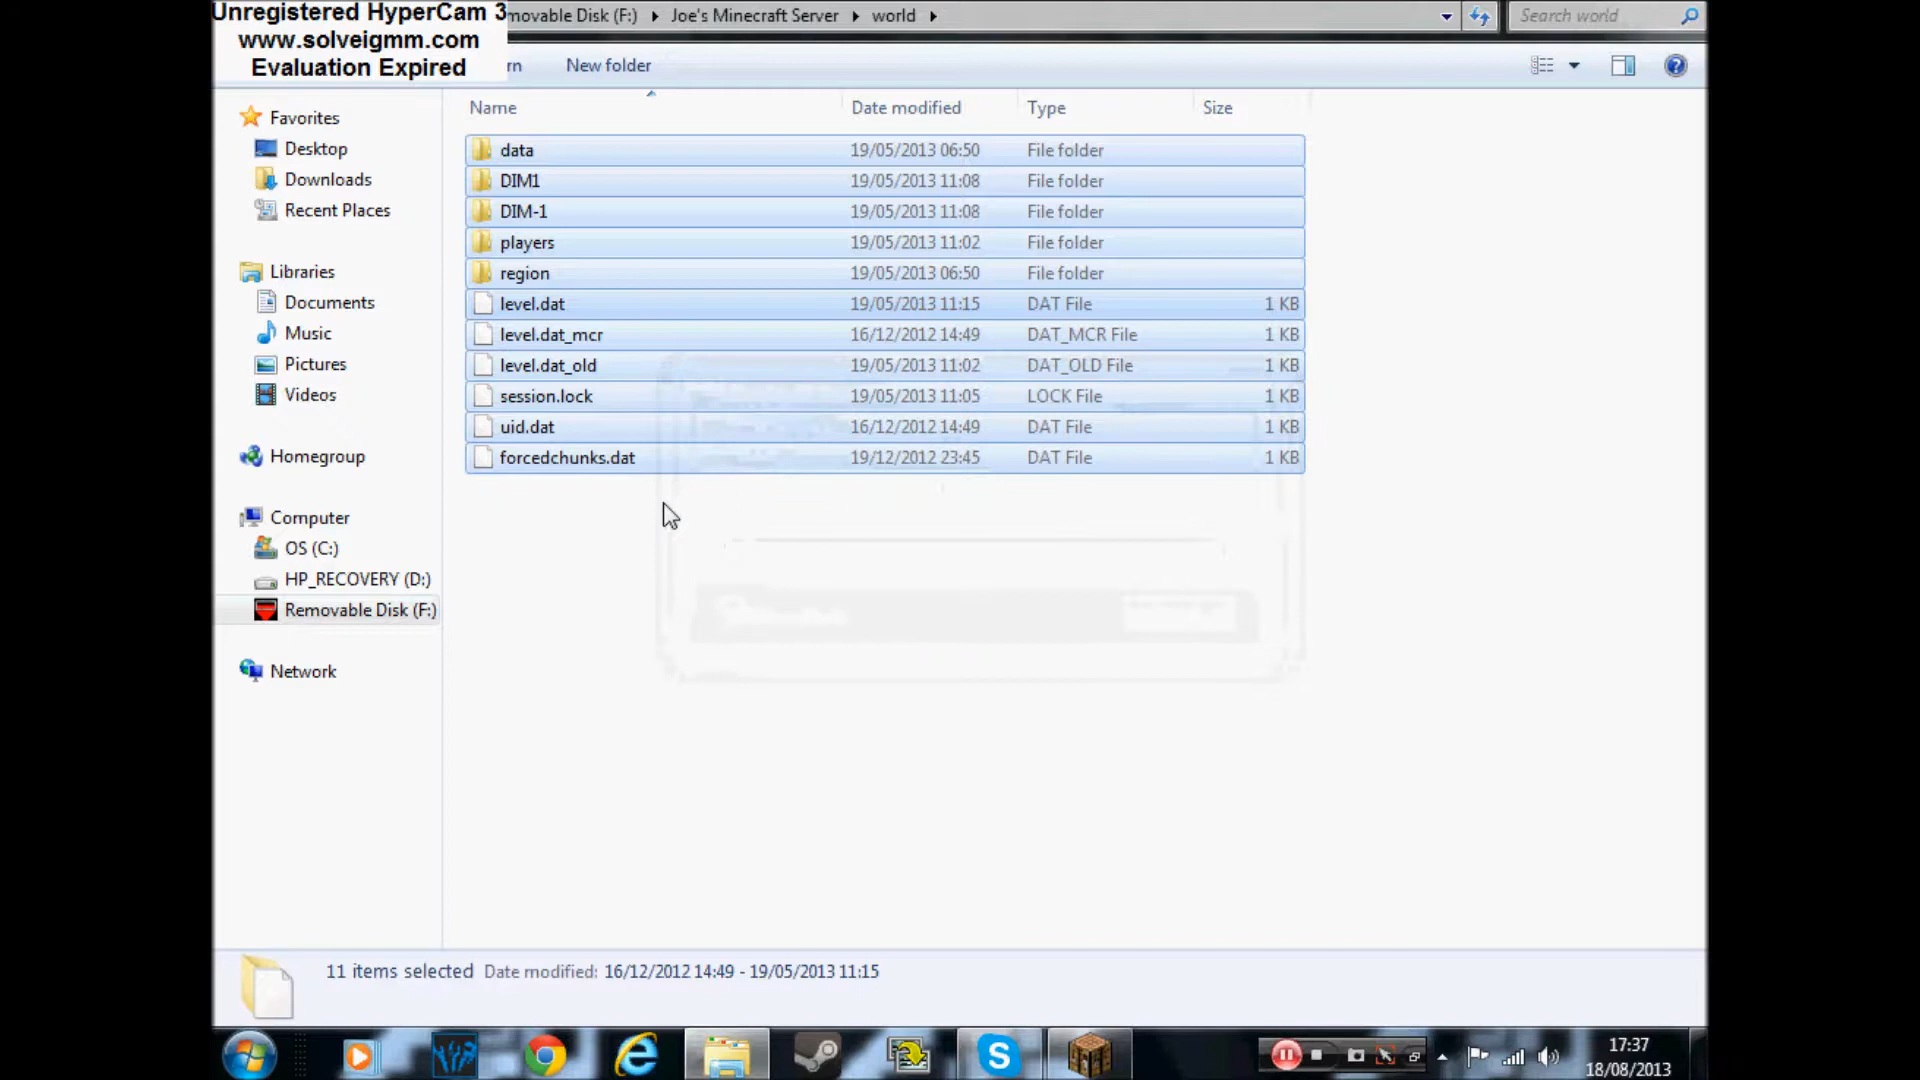 Unregistered HyperCam 3
www.solveigmm.com
Evaluation Expired
movable Disk (F:) Joe's Minecraft Server world
Search world
rn New folder
Name Date modified Type Size
data 19/05/2013 06:50 File folder
DIM1 19/05/2013 11:08 File folder
DIM-1 19/05/2013 11:08 File folder
players 19/05/2013 11:02 File folder
region 19/05/2013 06:50 File folder
level.dat 19/05/2013 11:15 DAT File 1 KB
level.dat_mcr 16/12/2012 14:49 DAT_MCR File 1 KB
level.dat_old 19/05/2013 11:02 DAT_OLD File 1 KB
session.lock 19/05/2013 11:05 LOCK File 1 KB
uid.dat 16/12/2012 14:49 DAT File 1 KB
forcedchunks.dat 19/12/2012 23:45 DAT File 1 KB
Favorites
Desktop
Downloads
Recent Places
Libraries
Documents
Music
Pictures
Videos
Homegroup
Computer
OS (C:)
HP_RECOVERY (D:)
Removable Disk (F:)
Network
11 items selected Date modified: 16/12/2012 14:49 - 19/05/2013 11:15
17:37
18/08/2013